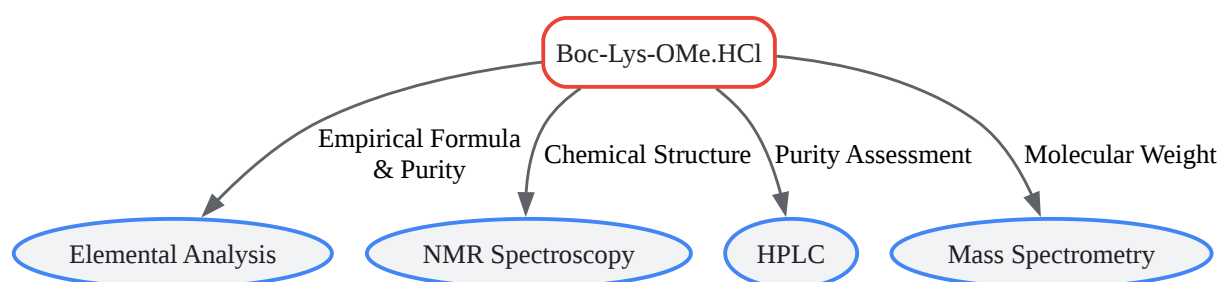 Boc-Lys-OMe.HCl
Empirical Formula
& Purity
Chemical Structure
Purity Assessment
Molecular Weight
Elemental Analysis
NMR Spectroscopy
HPLC
Mass Spectrometry